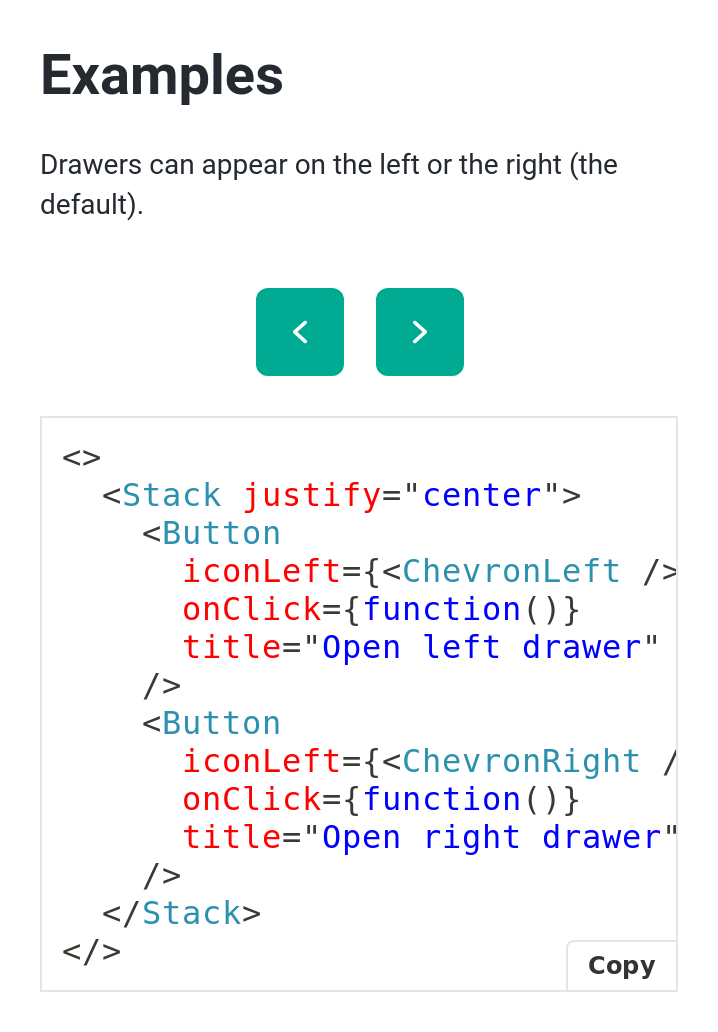 Examples
Drawers can appear on the left or the right (the
default).
<>
  <Stack justify="center">
    <Button
      iconLeft={<ChevronLeft />
      onClick={function()}
      title="Open left drawer"
    />
    <Button
      iconLeft={<ChevronRight /
      onClick={function()}
      title="Open right drawer"
    />
  </Stack>
</>
Copy